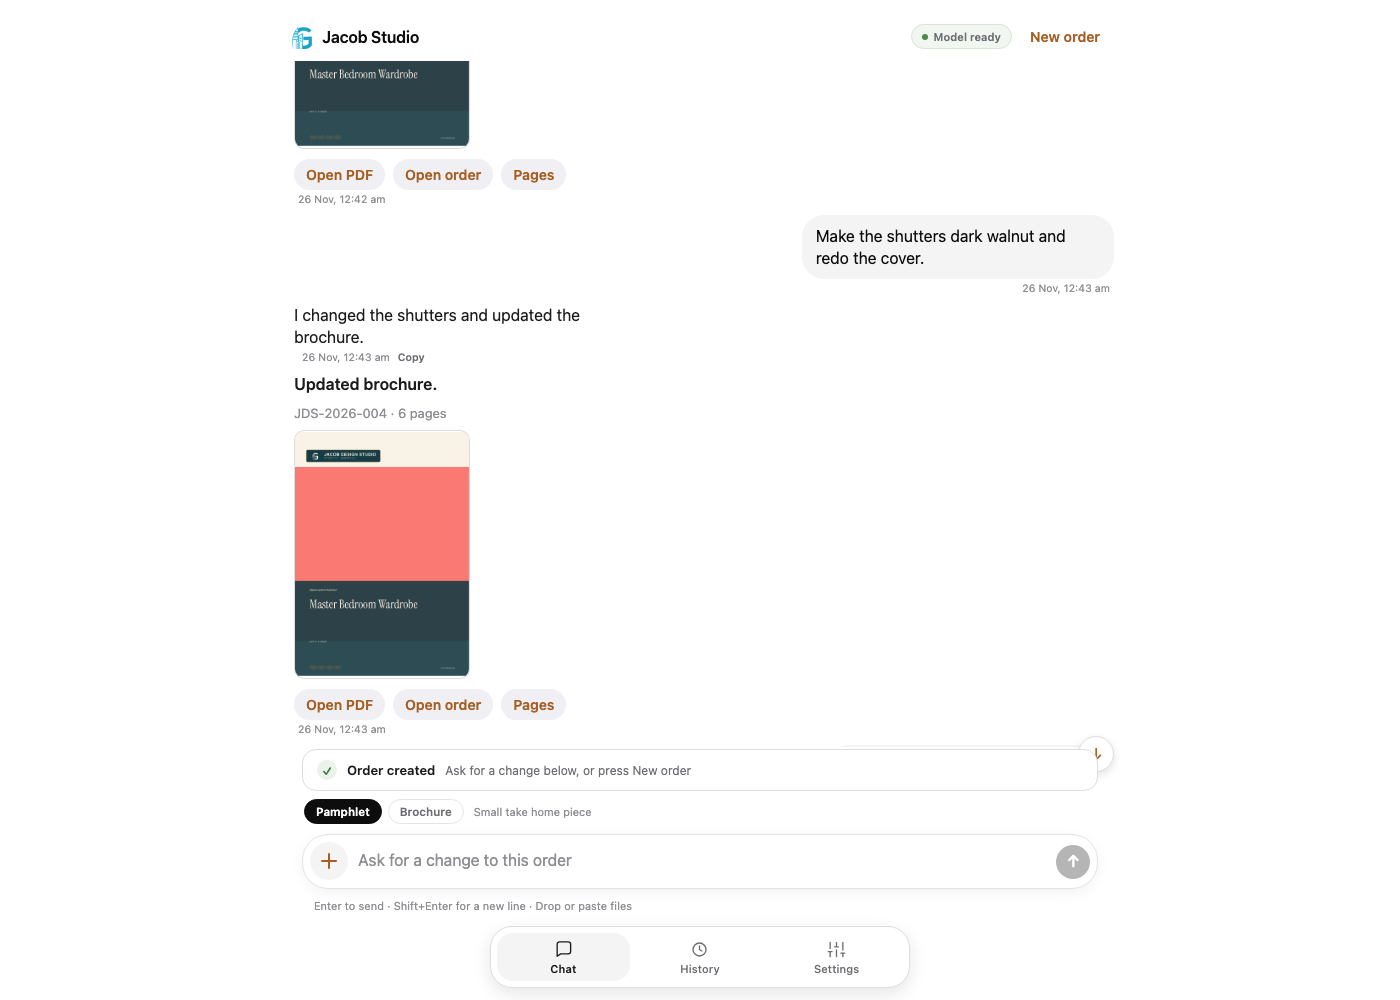 Jacob Studio
Model ready
New order
Master Bedroom Wardrobe
Open PDF
Open order
Pages
26 Nov, 12:42 am
Make the shutters dark walnut and
redo the cover.
26 Nov, 12:43 am
I changed the shutters and updated the
brochure.
26 Nov, 12:43 am Copy
Updated brochure.
JDS-2026-004 · 6 pages
JACOB DESIGN STUDIO
Master Bedroom Wardrobe
Open PDF
Open order
Pages
26 Nov, 12:43 am
Order created Ask for a change below, or press New order
Pamphlet
Brochure
Small take home piece
Ask for a change to this order
Enter to send · Shift+Enter for a new line · Drop or paste files
Chat
History
Settings